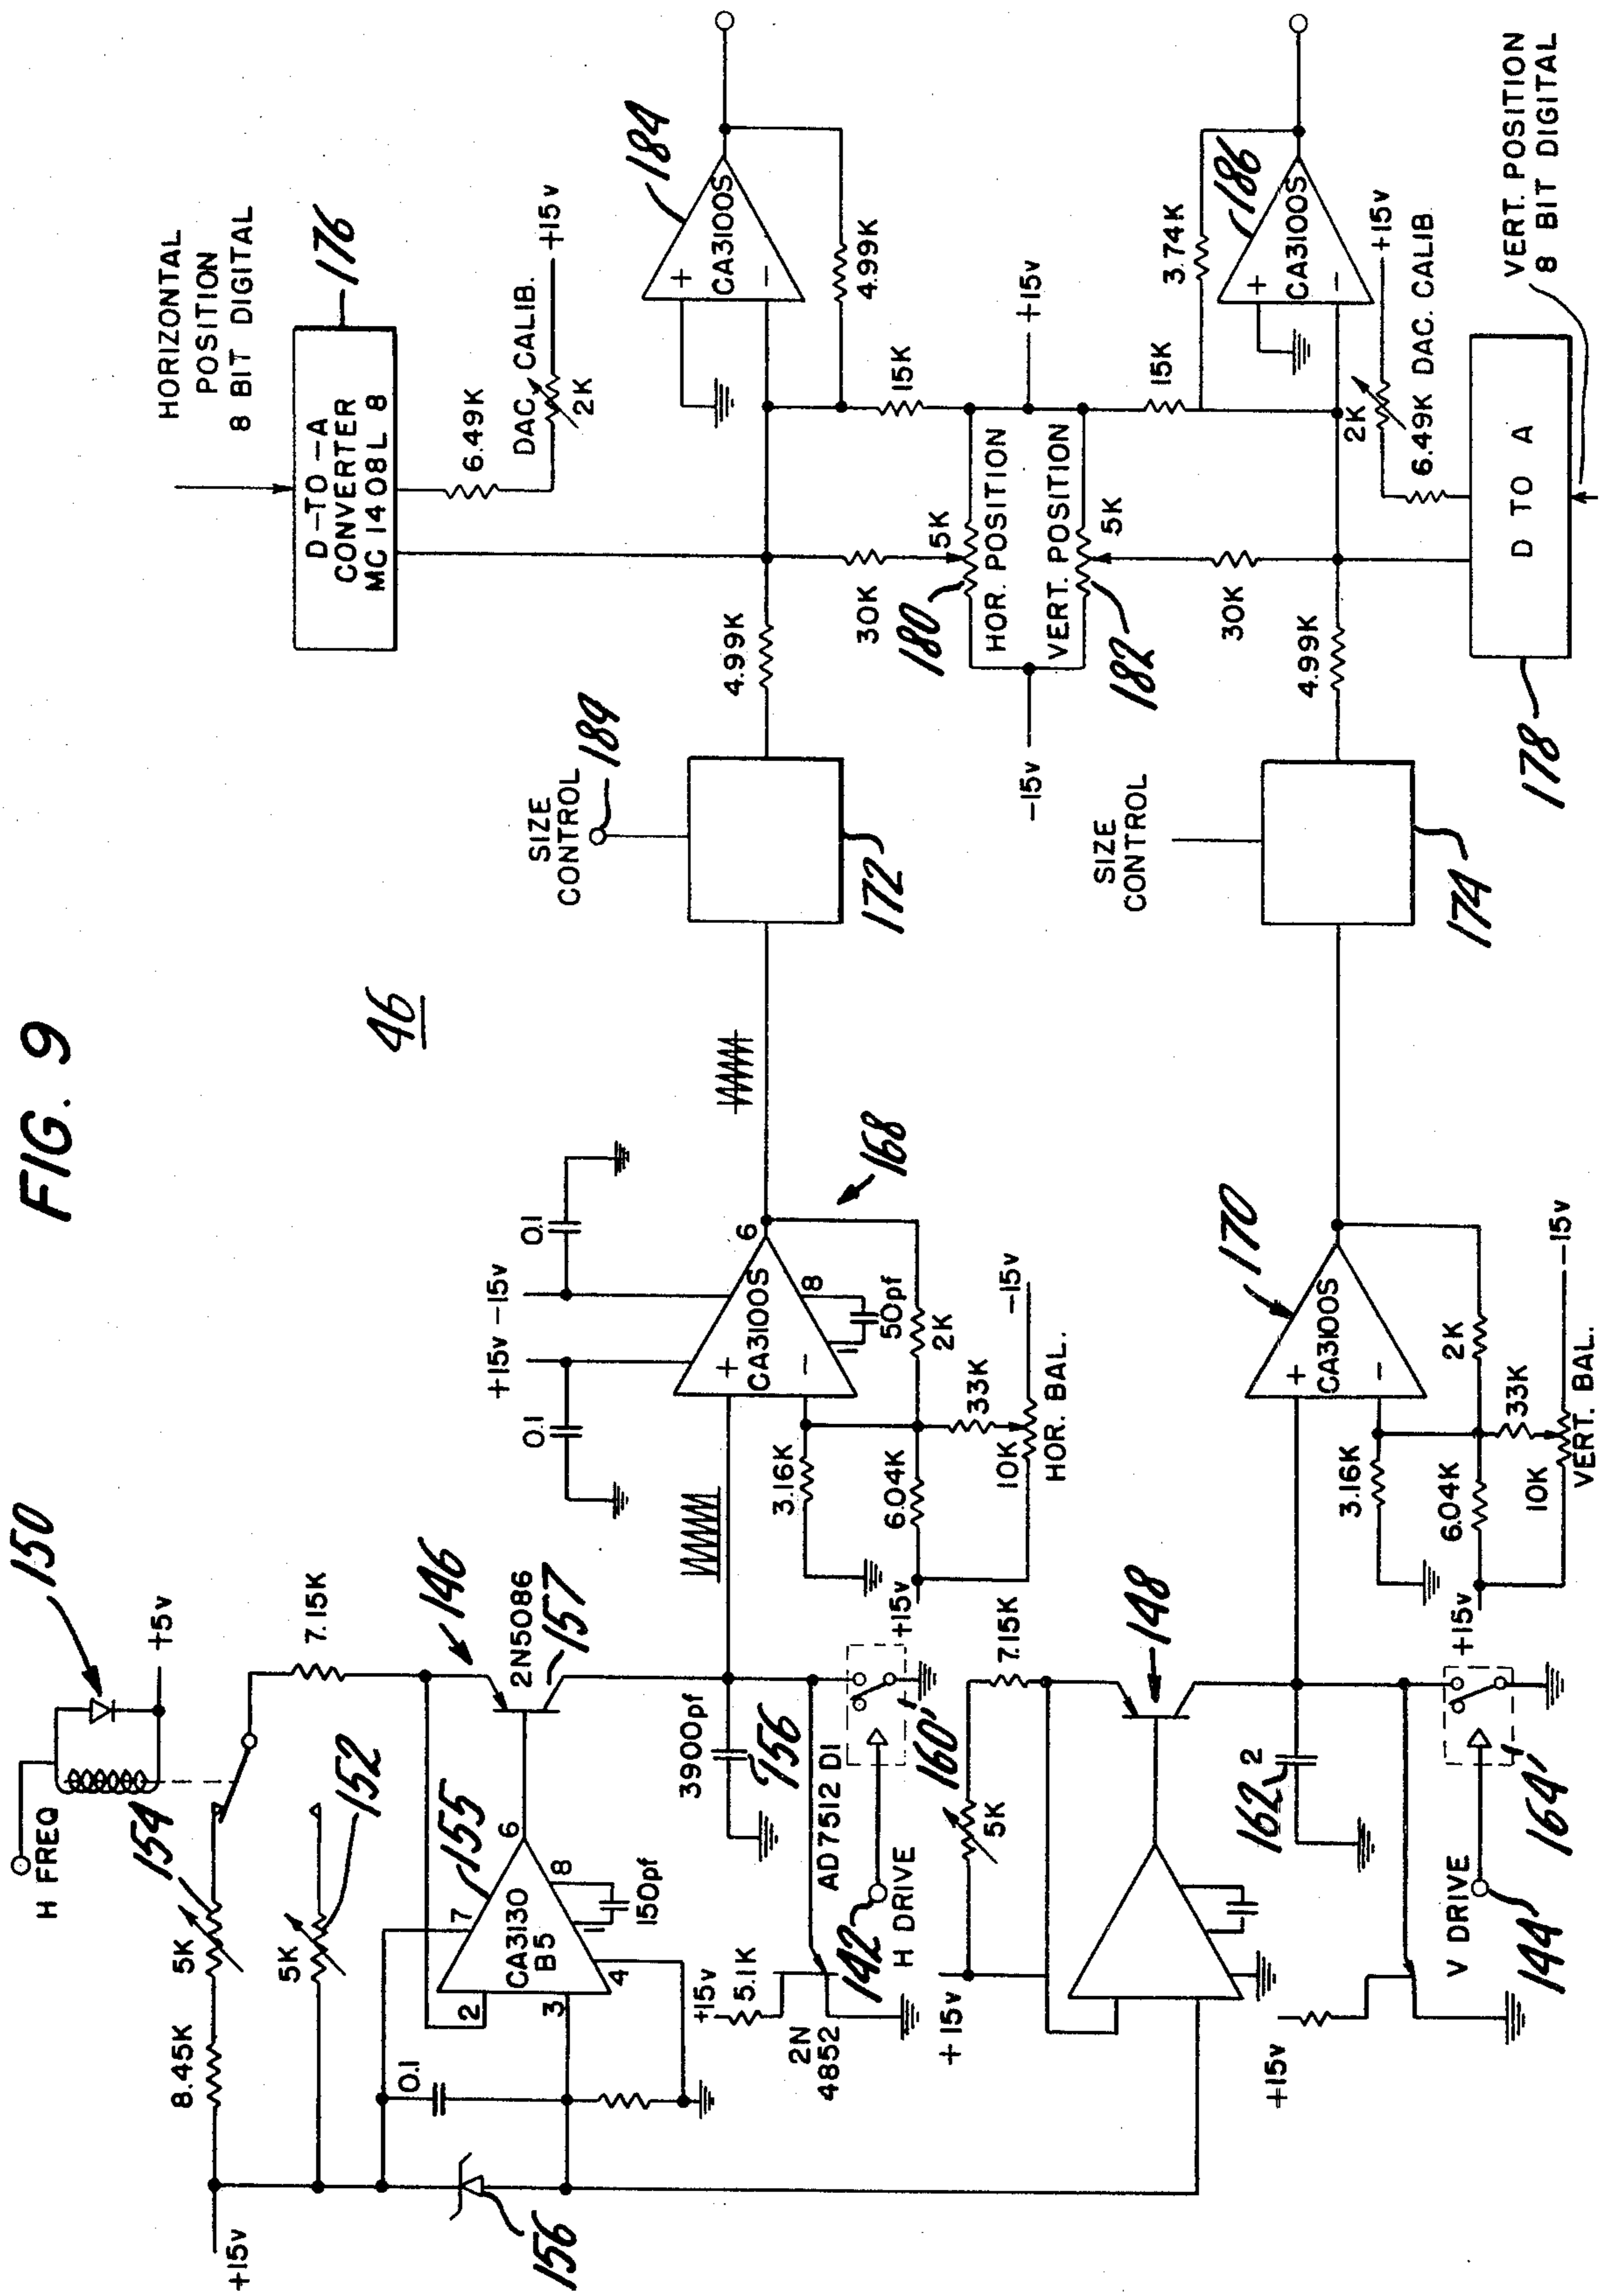 FIG. 9
46
150
H FREQ
+5v
154
5K
8.45K
+15v
152
5K
7.15K
146
155
CA3130
B5
2
3
4
6
7
8
1
150pf
0.1
156
2N5086
157
3900pf
156
+15v
5.1K
2N
4852
AD7512 DI
142
H DRIVE
160'
0.1
+15v
-15v
0.1
168
+
CA3100S
-
6
8
1
50pf
3.16K
2K
6.04K
33K
+15v
10K
-15v
HOR. BAL.
SIZE
CONTROL
184
172
4.99K
HORIZONTAL
POSITION
8 BIT DIGITAL
176
D-TO-A
CONVERTER
MC 1408L 8
6.49K
DAC. CALIB.
2K
+15v
184
+
CA3100S
-
4.99K
15K
30K
180
5K
HOR. POSITION
+15v
-15v
VERT. POSITION
5K
182
30K
15K
7.15K
5K
+15v
148
162
2
+15v
V DRIVE
144
164'
170
+
CA3100S
-
3.16K
2K
6.04K
33K
+15v
10K
-15v
VERT. BAL.
SIZE
CONTROL
174
4.99K
3.74K
186
+
CA3100S
-
2K
+15v
6.49K DAC. CALIB
D TO A
178
VERT. POSITION
8 BIT DIGITAL